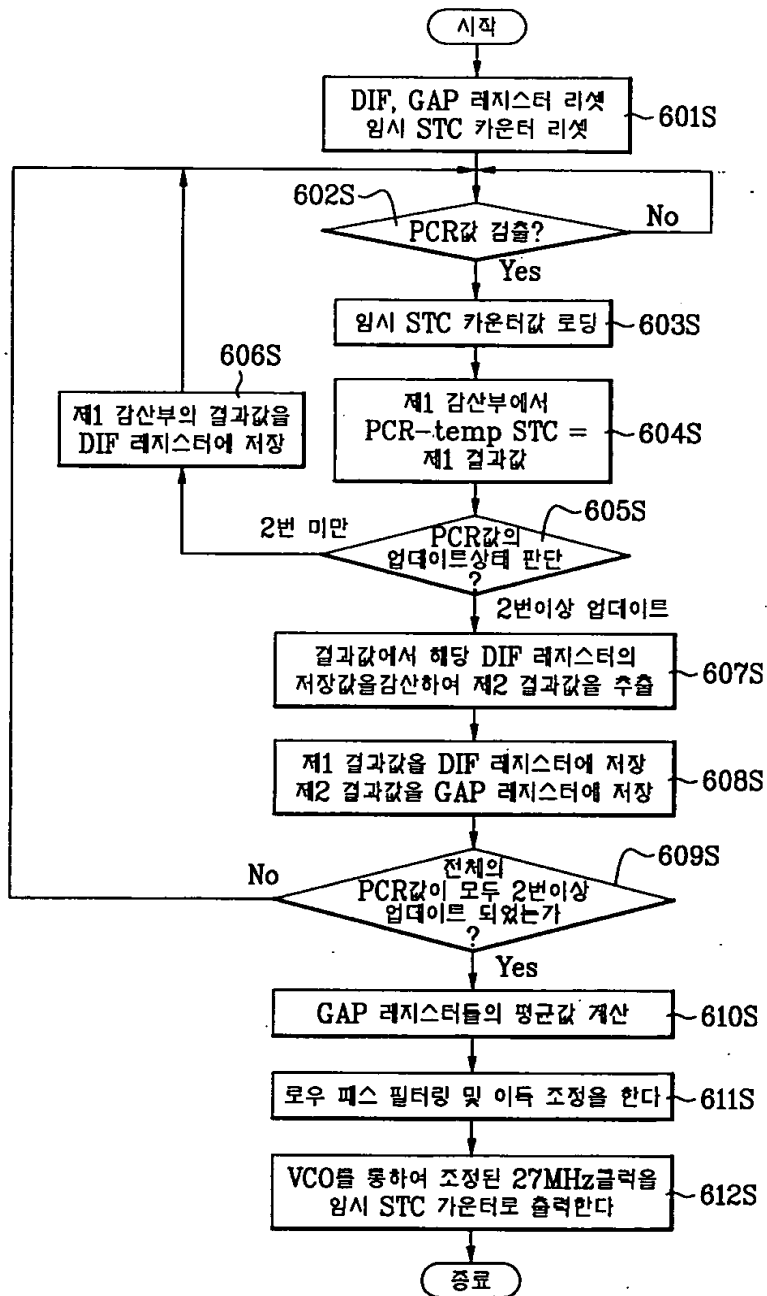 시작
DIF, GAP 레지스터 리셋
임시 STC 카운터 리셋
601S
602S
PCR값 검출?
No
Yes
임시 STC 카운터값 로딩
603S
606S
제1 감산부의 결과값을
DIF 레지스터에 저장
제1 감산부에서
PCR-temp STC =
제1 결과값
604S
605S
2번 미만
PCR값의
업데이트상태 판단
?
2번이상 업데이트
결과값에서 해당 DIF 레지스터의
저장값을감산하여 제2 결과값을 추출
607S
제1 결과값을 DIF 레지스터에 저장
제2 결과값을 GAP 레지스터에 저장
608S
609S
No
전체의
PCR값이 모두 2번이상
업데이트 되었는가
?
Yes
GAP 레지스터들의 평균값 계산
610S
로우 패스 필터링 및 이득 조정을 한다
611S
VCO를 통하여 조정된 27MHz클럭을
임시 STC 카운터로 출력한다
612S
종료